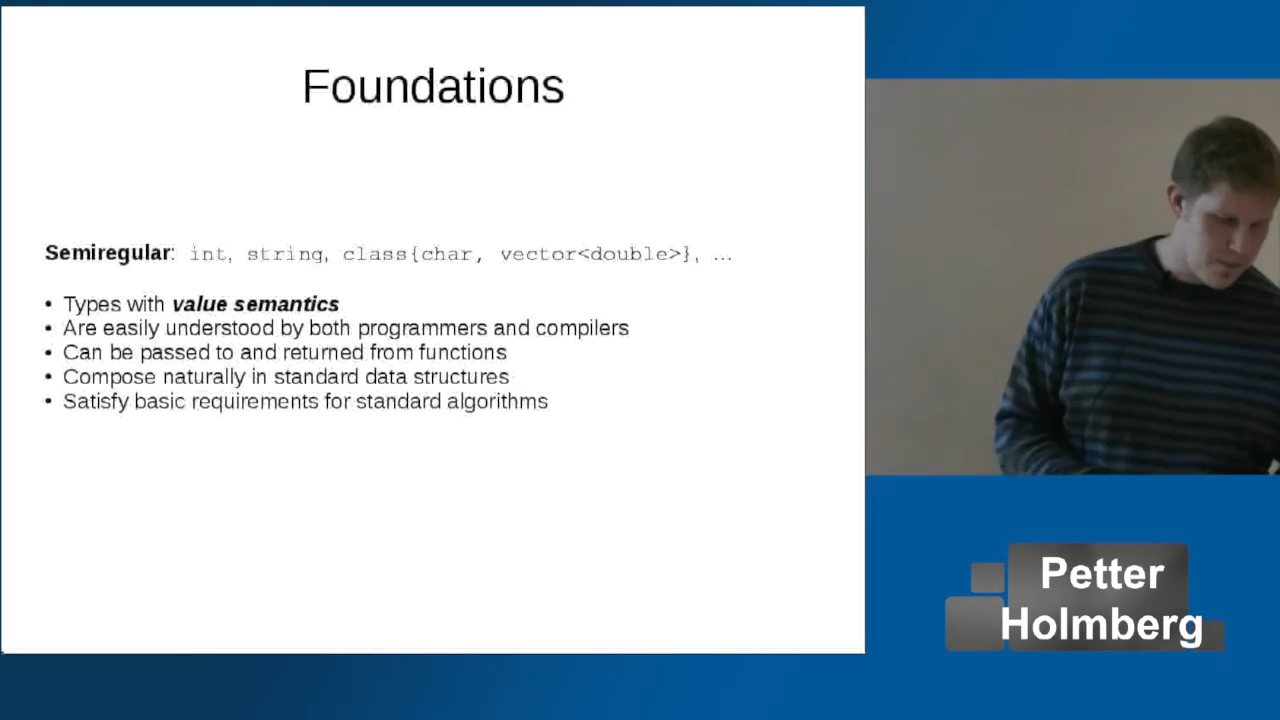 Foundations
Semiregular: int, string, class{char, vector<double>}, ...
• Types with value semantics
• Are easily understood by both programmers and compilers
• Can be passed to and returned from functions
• Compose naturally in standard data structures
• Satisfy basic requirements for standard algorithms
Petter
Holmberg